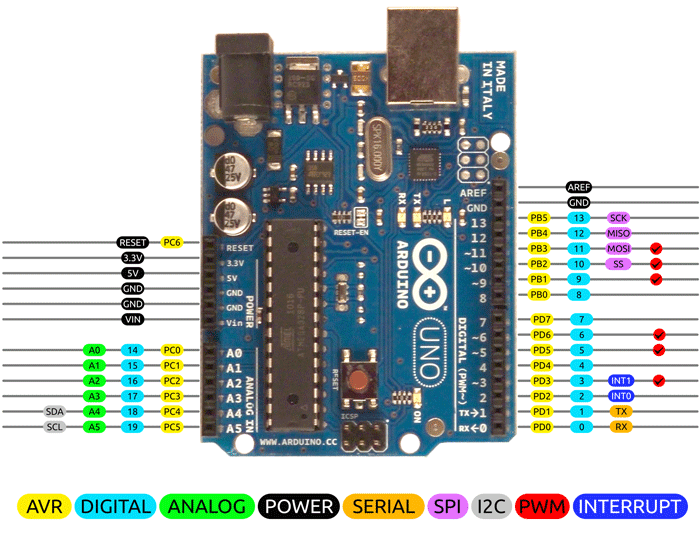 MADE
IN ITALY
AREF
GND
13
12
~11
~10
~9
8
7
~6
~5
4
~3
2
TX→1
RX←0
RX
TX
L
RESET-EN
ARDUINO
UNO
DIGITAL (PWM~)
RESET
3.3V
5V
GND
GND
Vin
POWER
A0
A1
A2
A3
A4
A5
ANALOG IN
RESET
ICSP
ON
WWW.ARDUINO.CC
SPK16.000Y
47
25V
47
25V
RESET PC6
3.3V
5V
GND
GND
VIN
A0 14 PC0
A1 15 PC1
A2 16 PC2
A3 17 PC3
SDA A4 18 PC4
SCL A5 19 PC5
AREF
GND
PB5 13 SCK
PB4 12 MISO
PB3 11 MOSI
PB2 10 SS
PB1 9
PB0 8
PD7 7
PD6 6
PD5 5
PD4 4
PD3 3 INT1
PD2 2 INT0
PD1 1 TX
PD0 0 RX
AVR DIGITAL ANALOG POWER SERIAL SPI I2C PWM INTERRUPT